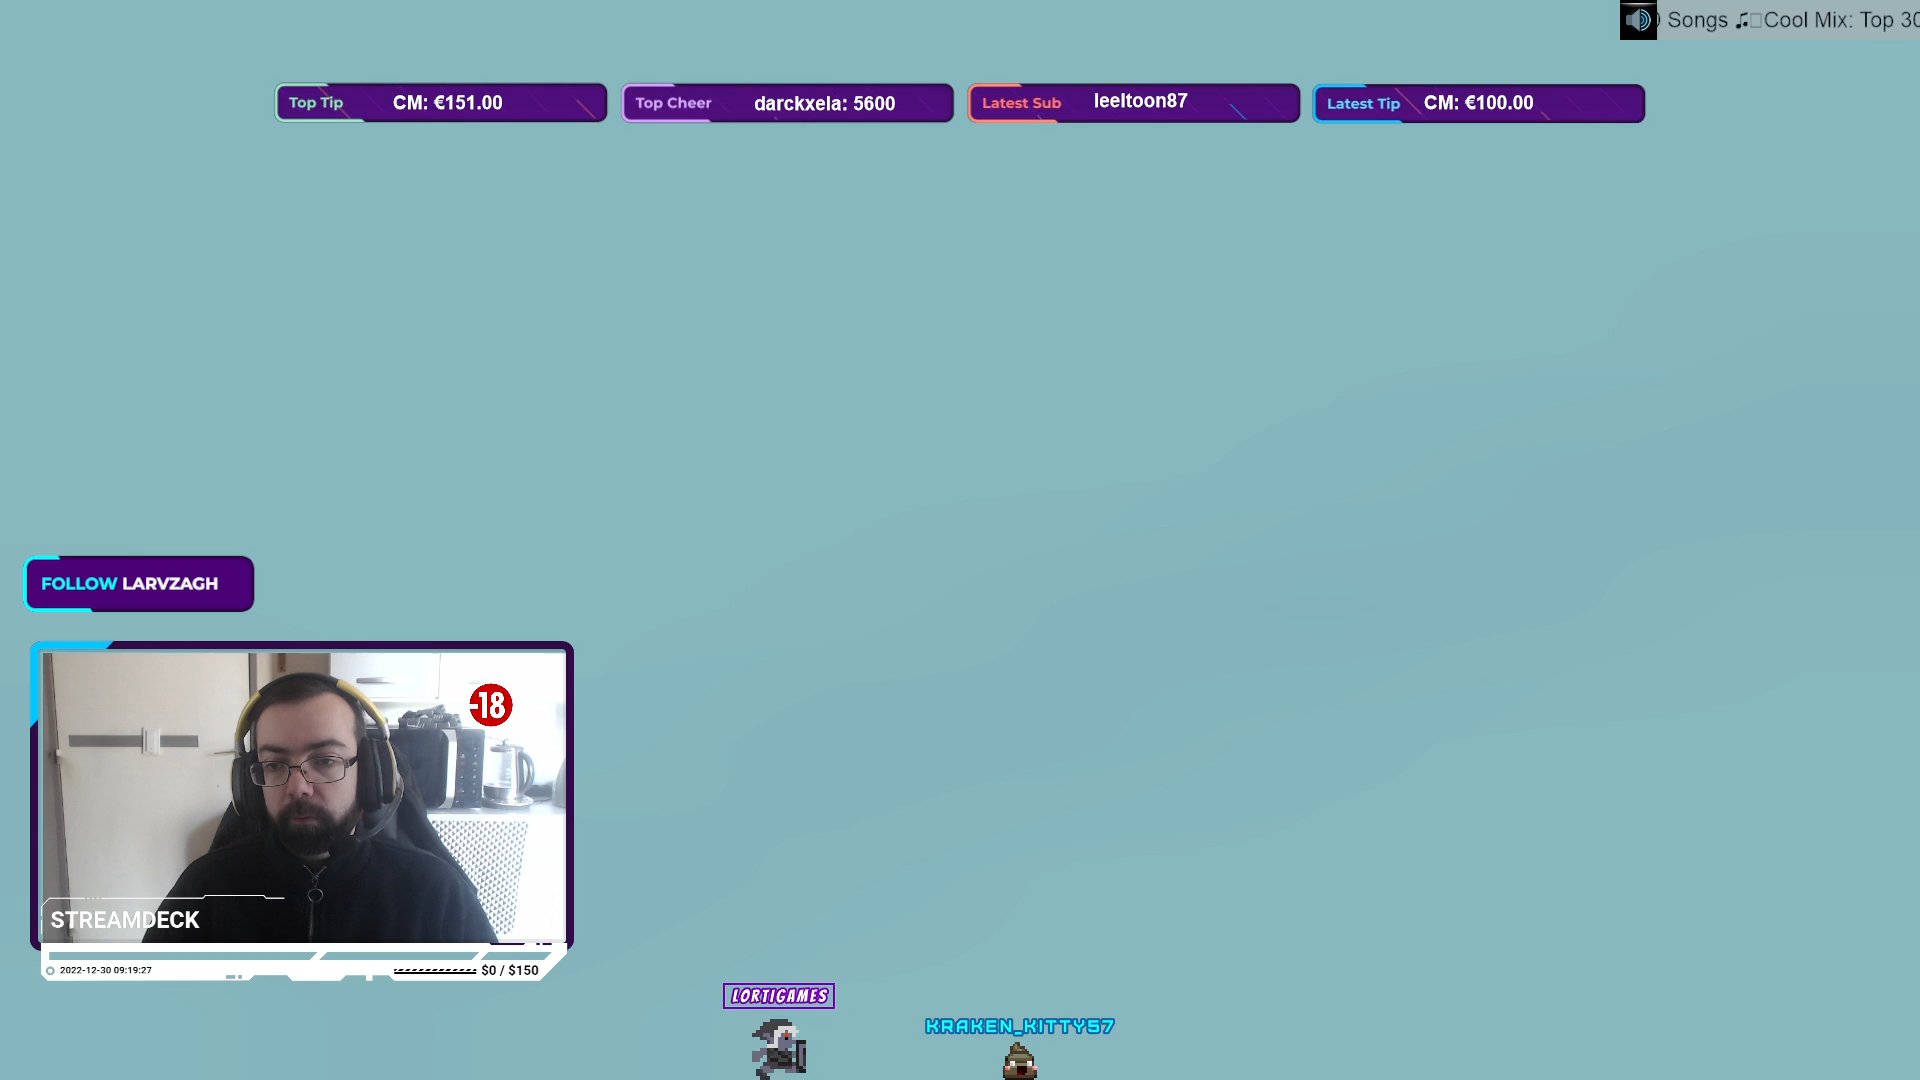 Songs ♫ Cool Mix: Top 30
Top Tip CM: €151.00
Top Cheer darckxela: 5600
Latest Sub leeltoon87
Latest Tip CM: €100.00
FOLLOW LARVZAGH
-18
STREAMDECK
2022-12-30 09:19:27
$0 / $150
LORTIGAMES
KRAKEN_KITTY57